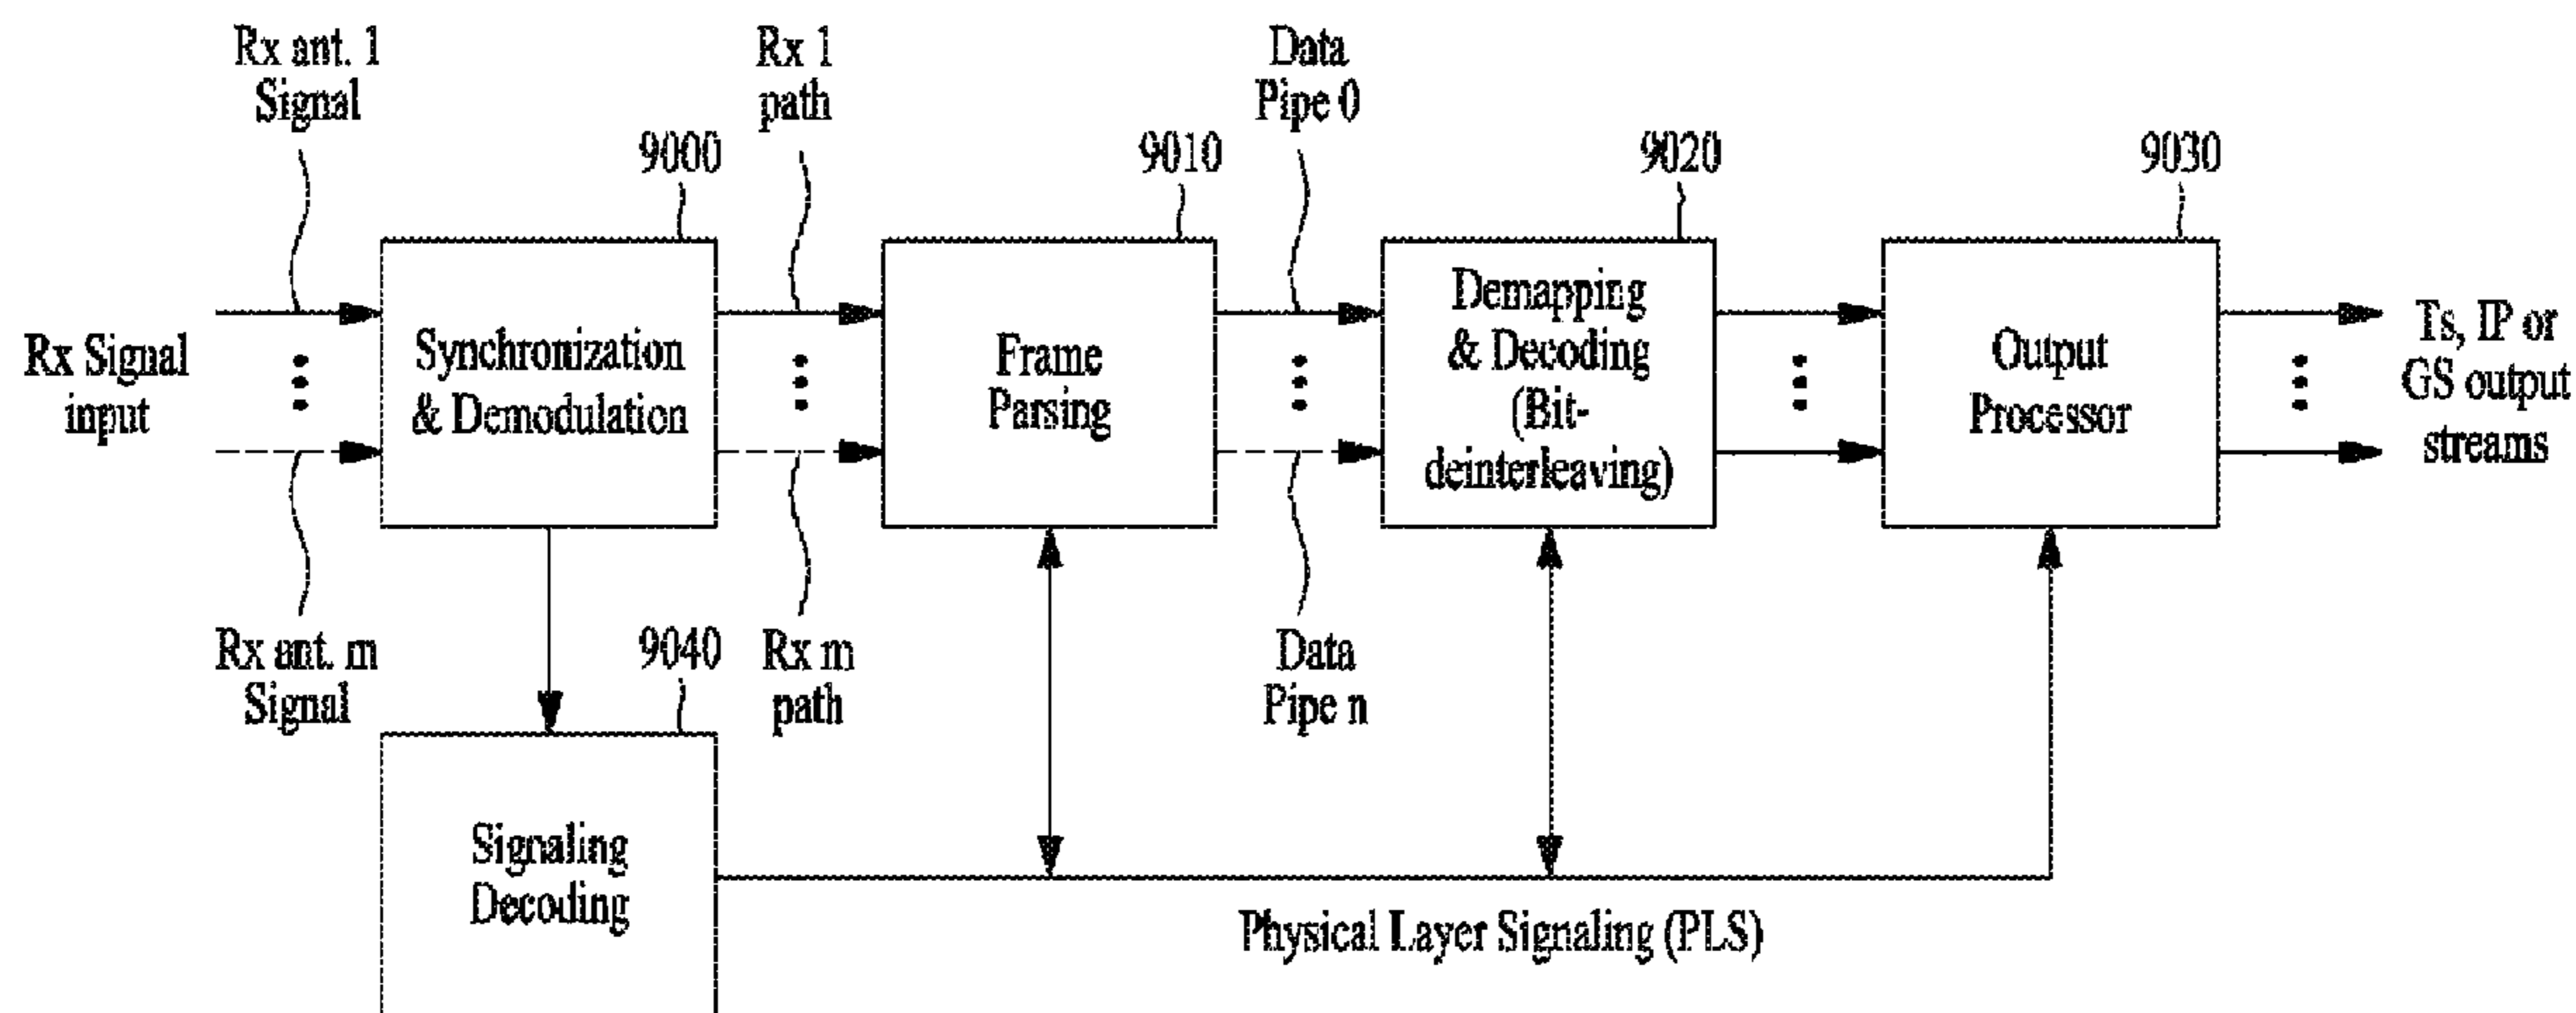 Rx ant. 1
Signal
Rx 1
path
Data
Pipe 0
9000
9010
9020
9030
Rx Signal
input
Synchronization
& Demodulation
Frame
Parsing
Demapping
& Decoding
(Bit-
deinterleaving)
Output
Processor
Ts, IP or
GS output
streams
Rx ant. m
Signal
9040
Rx m
path
Data
Pipe n
Signaling
Decoding
Physical Layer Signaling (PLS)